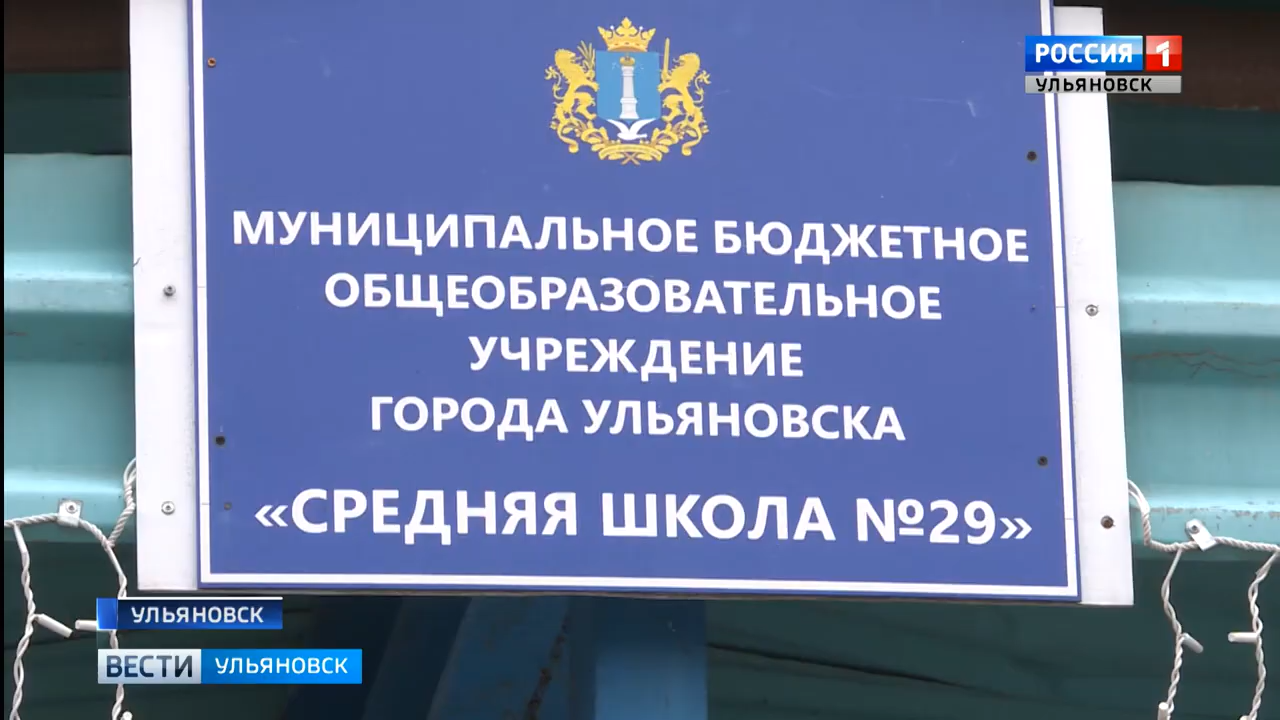 РОССИЯ 1
УЛЬЯНОВСК
МУНИЦИПАЛЬНОЕ БЮДЖЕТНОЕ
ОБЩЕОБРАЗОВАТЕЛЬНОЕ
УЧРЕЖДЕНИЕ
ГОРОДА УЛЬЯНОВСКА
«СРЕДНЯЯ ШКОЛА №29»
УЛЬЯНОВСК
ВЕСТИ УЛЬЯНОВСК